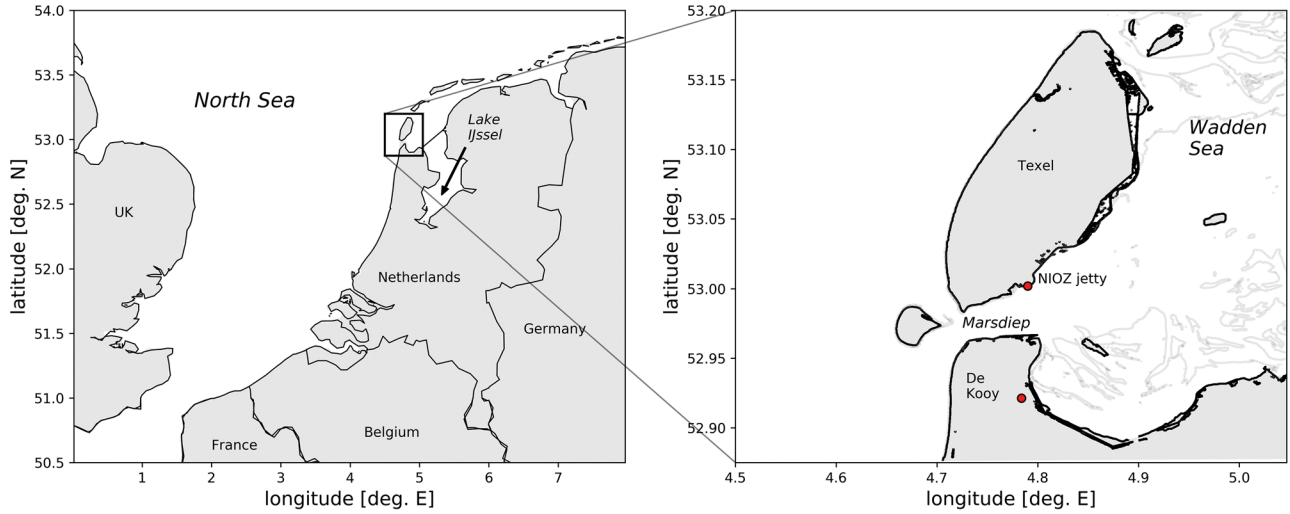 54.0
53.5
53.0
52.5
52.0
51.5
51.0
50.5
latitude [deg. N]
1
2
3
4
5
6
7
longitude [deg. E]
North Sea
Lake
IJssel
UK
Netherlands
Germany
Belgium
France
53.20
53.15
53.10
53.05
53.00
52.95
52.90
latitude [deg. N]
4.5
4.6
4.7
4.8
4.9
5.0
longitude [deg. E]
Wadden
Sea
Texel
NIOZ jetty
Marsdiep
De
Kooy